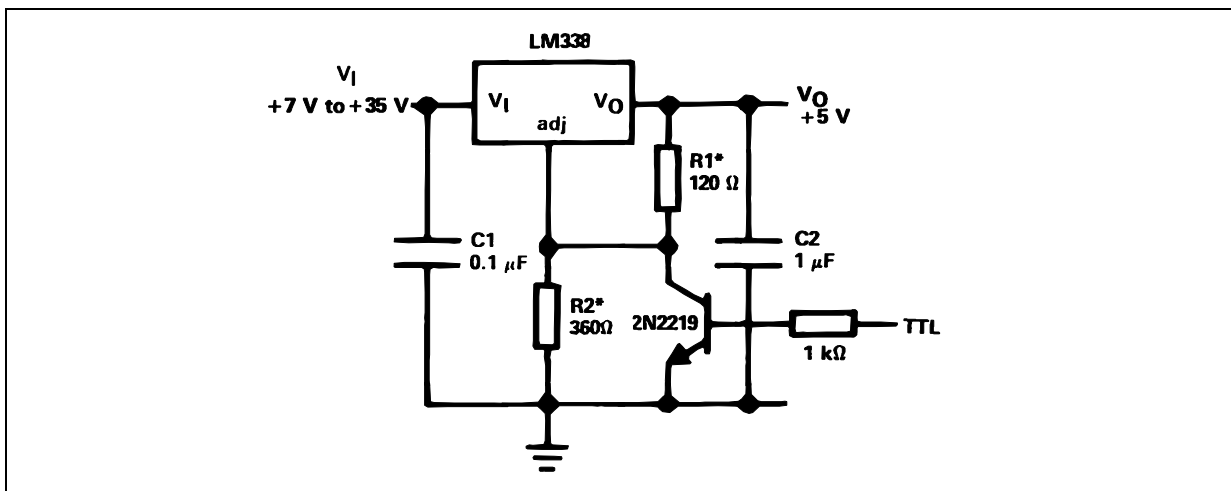 LM338
VI
+7 V to +35 V
VI
VO
adj
VO
+5 V
R1*
120 Ω
C1
0.1 μF
C2
1 μF
R2*
360Ω
2N2219
TTL
1 kΩ